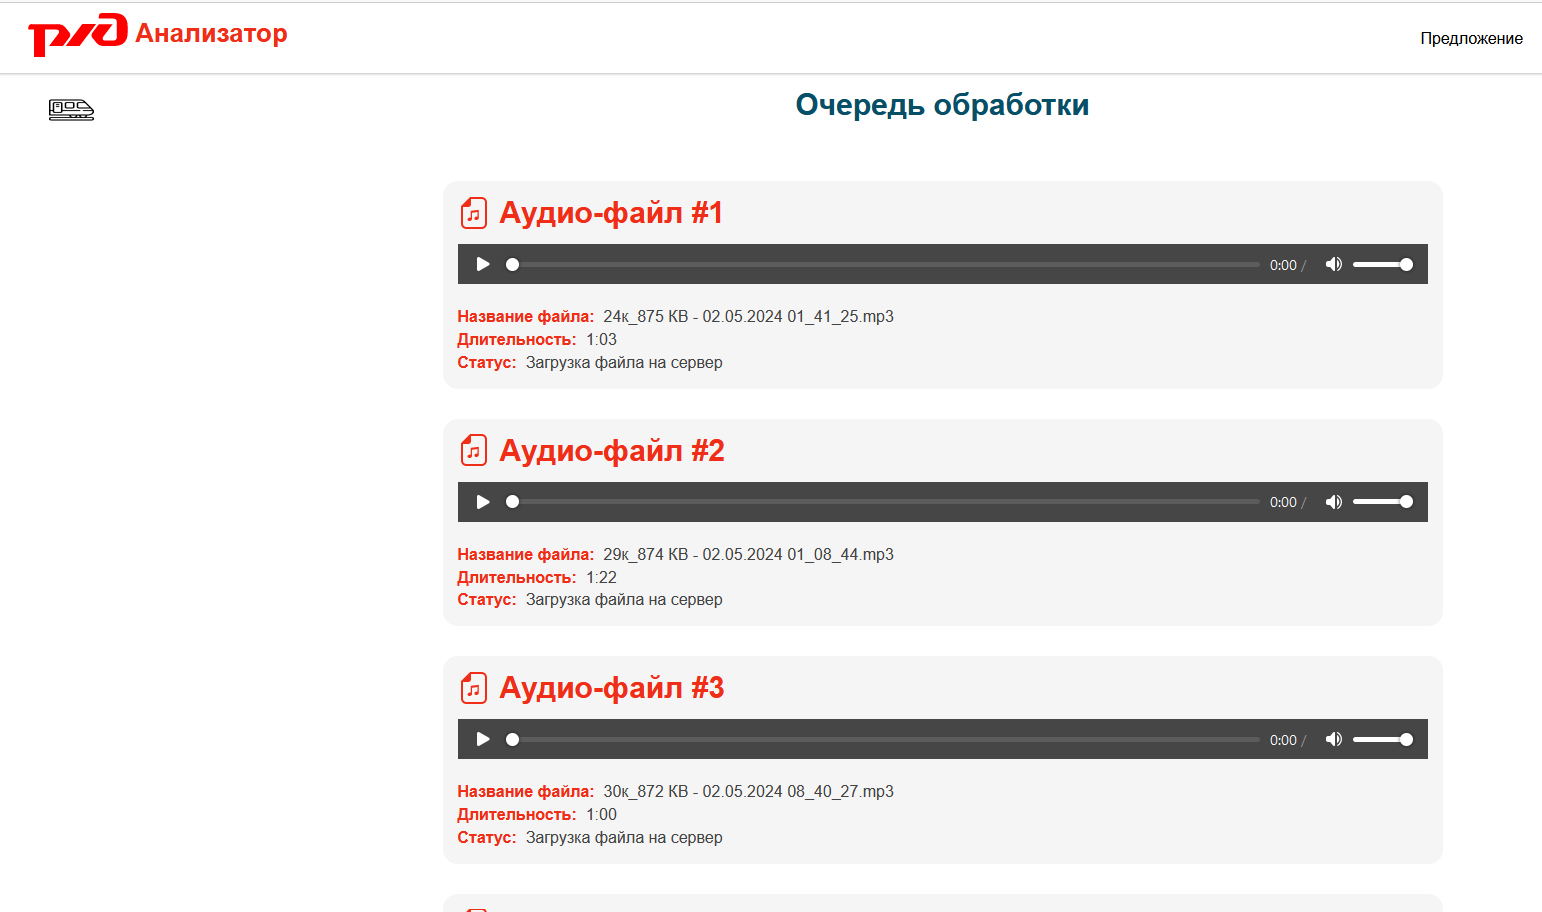 РЖД Анализатор
Предложение
Очередь обработки
Аудио-файл #1
0:00 /
Название файла: 24к_875 КВ - 02.05.2024 01_41_25.mp3
Длительность: 1:03
Статус: Загрузка файла на сервер
Аудио-файл #2
0:00 /
Название файла: 29к_874 КВ - 02.05.2024 01_08_44.mp3
Длительность: 1:22
Статус: Загрузка файла на сервер
Аудио-файл #3
0:00 /
Название файла: 30к_872 КВ - 02.05.2024 08_40_27.mp3
Длительность: 1:00
Статус: Загрузка файла на сервер